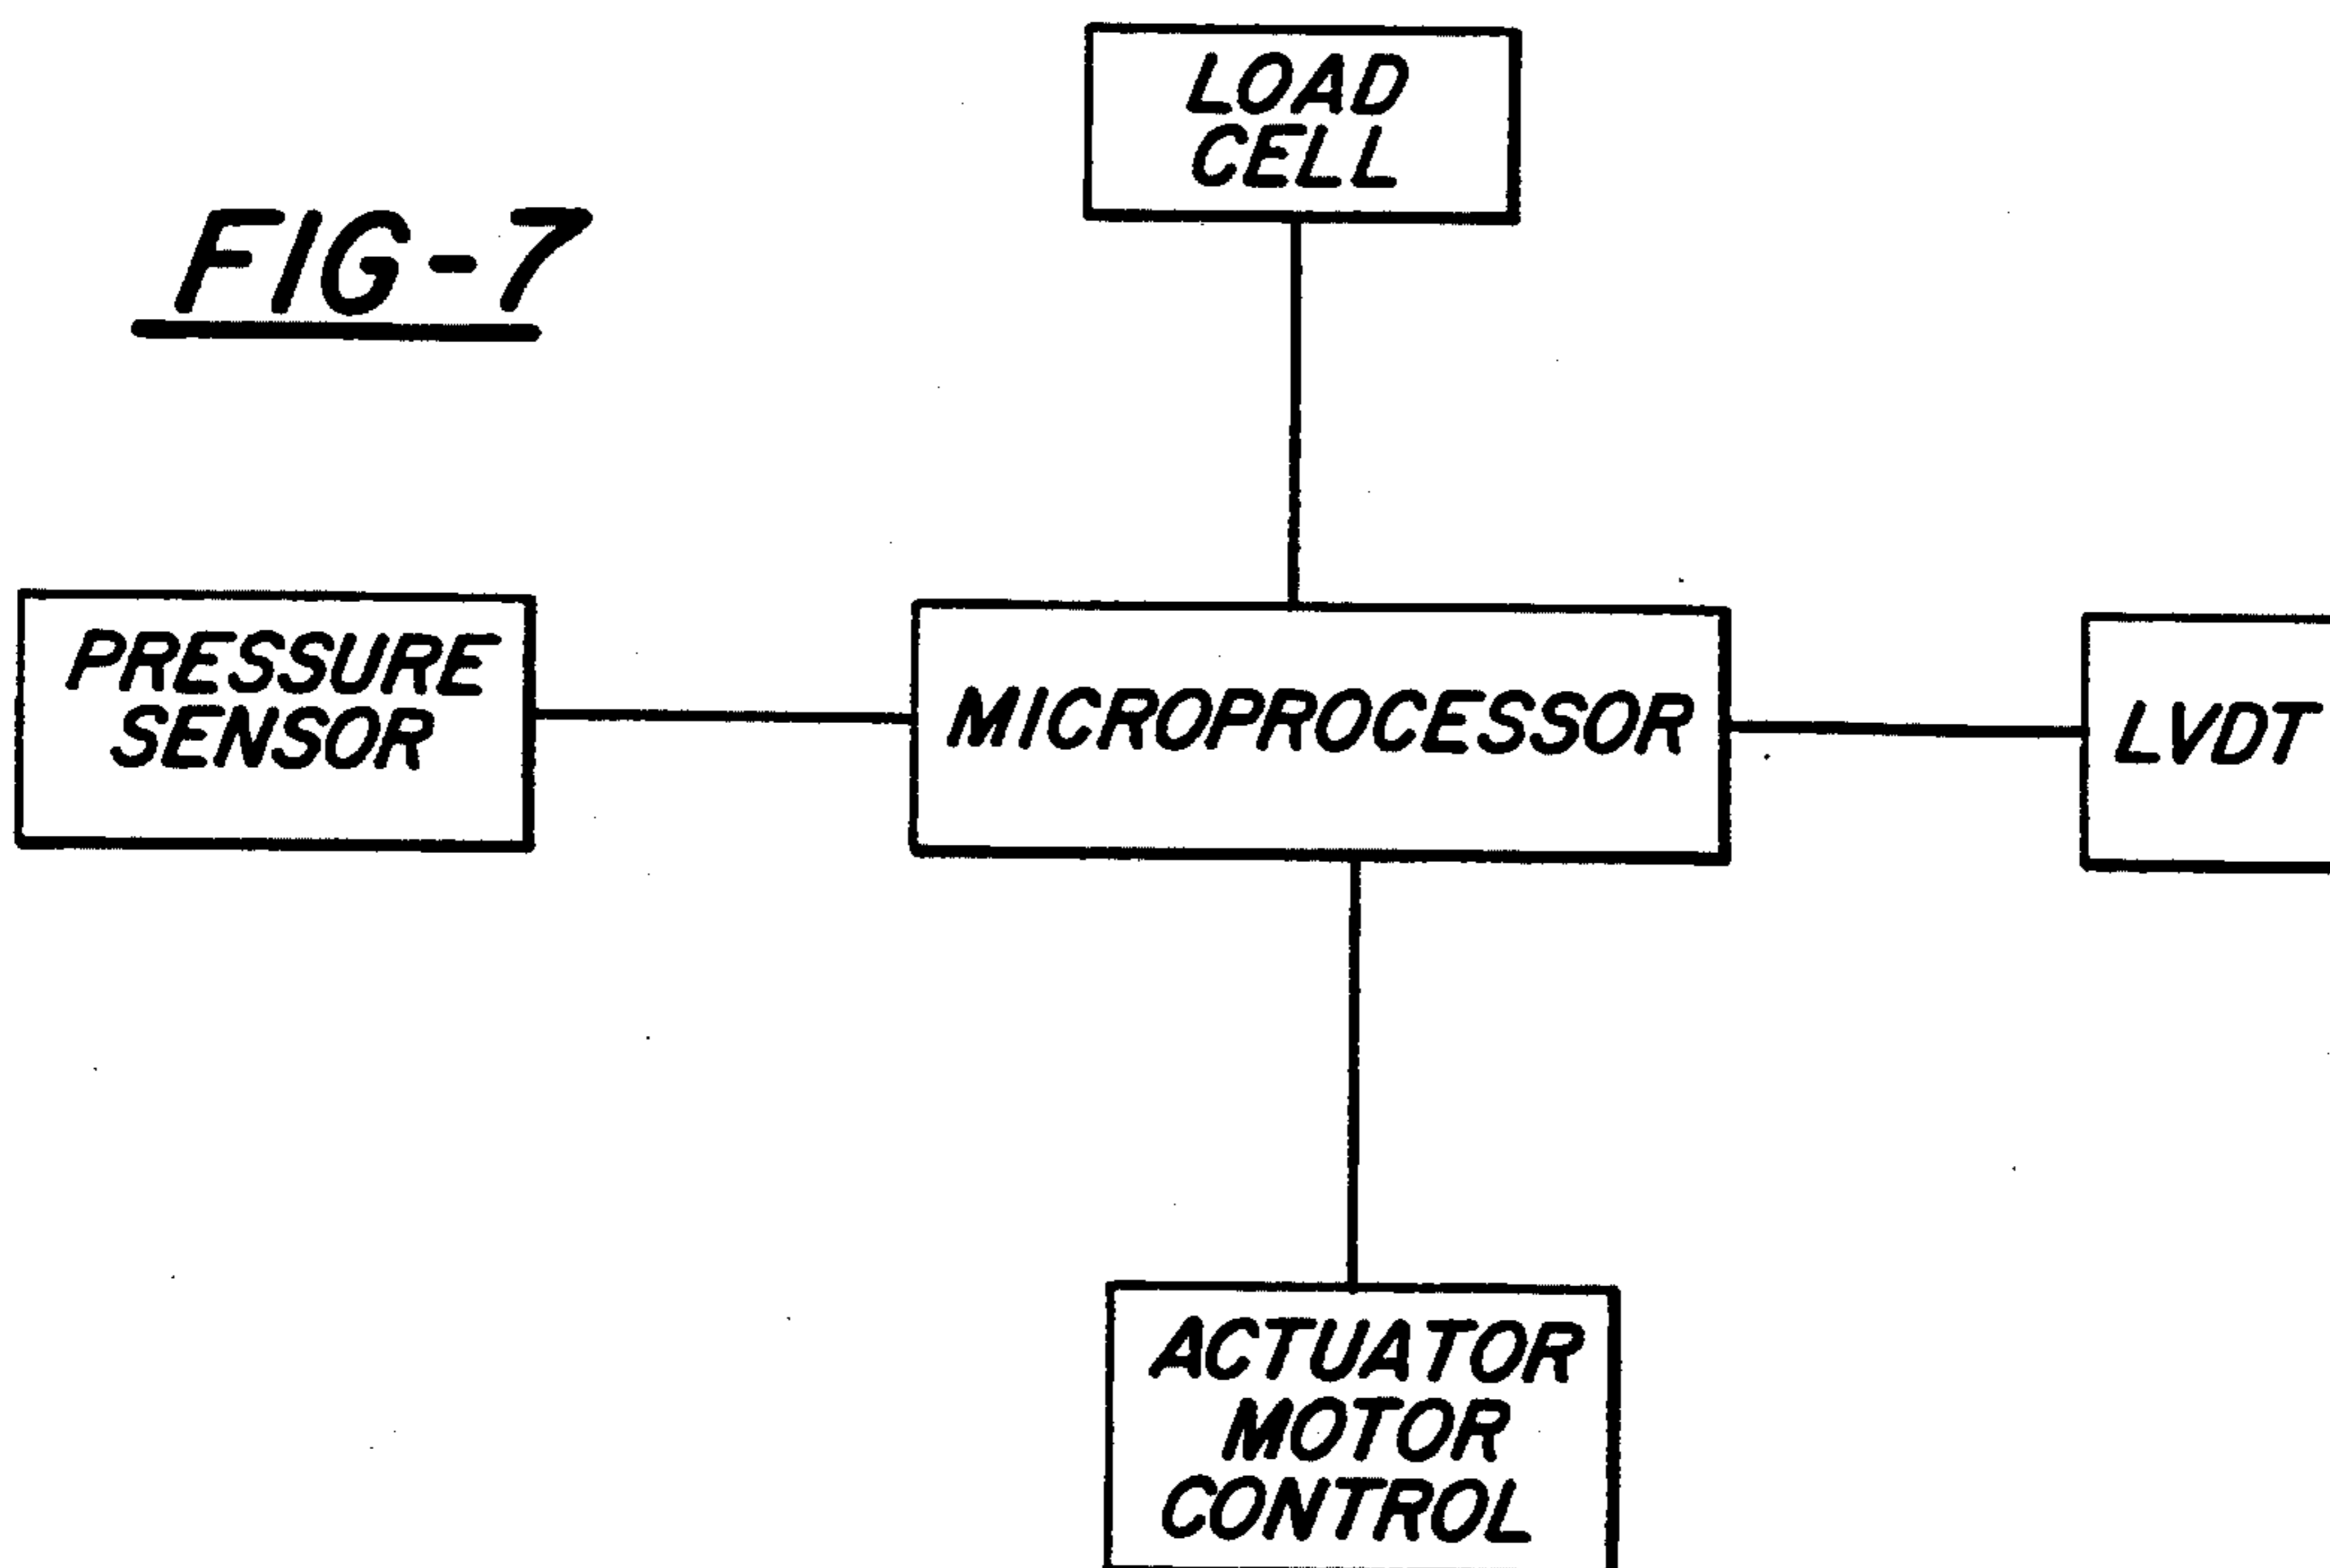 FIG-7
LOAD
CELL
PRESSURE
SENSOR
MICROPROCESSOR
LVDT
ACTUATOR
MOTOR
CONTROL